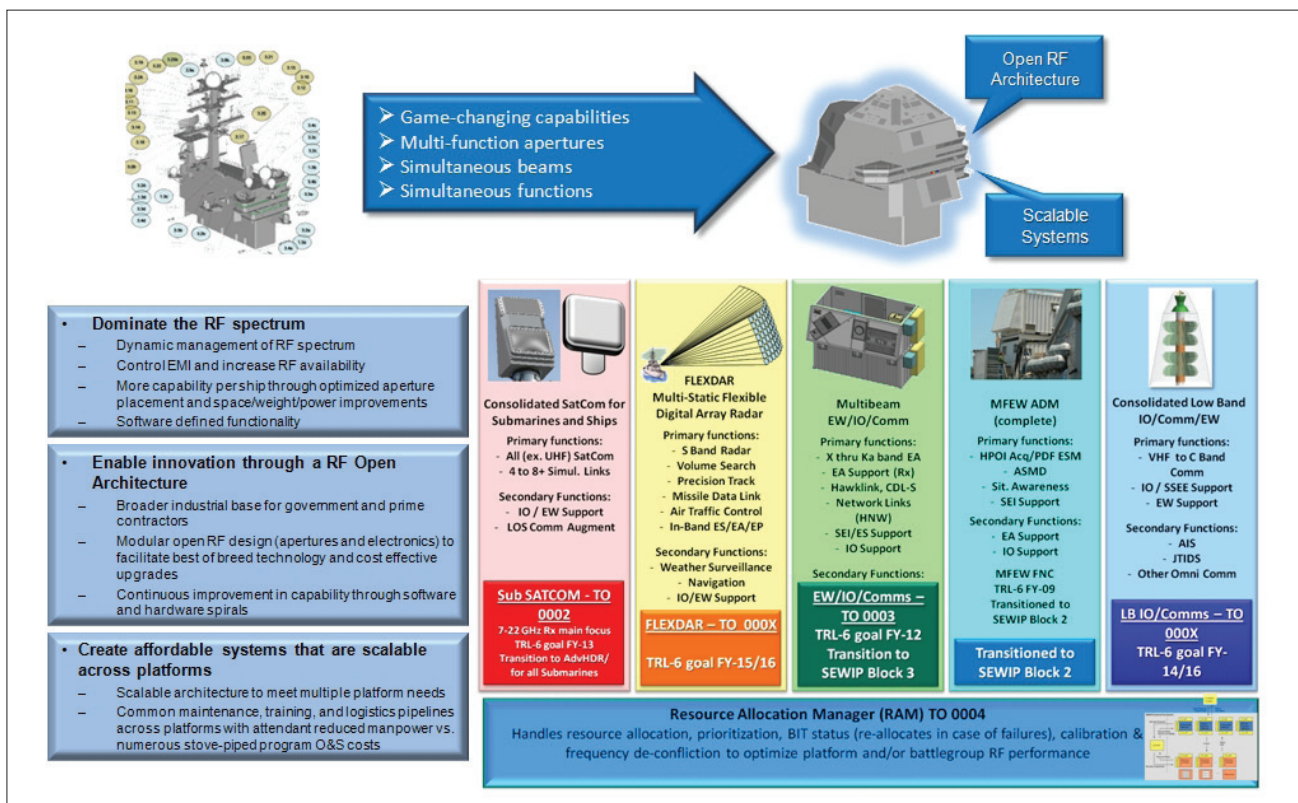 ➢ Game-changing capabilities
➢ Multi-function apertures
➢ Simultaneous beams
➢ Simultaneous functions
Open RF
Architecture
Scalable
Systems
• Dominate the RF spectrum
– Dynamic management of RF spectrum
– Control EMI and increase RF availability
– More capability per ship through optimized aperture
placement and space/weight/power improvements
– Software defined functionality
• Enable innovation through a RF Open
Architecture
– Broader industrial base for government and prime
contractors
– Modular open RF design (apertures and electronics) to
facilitate best of breed technology and cost effective
upgrades
– Continuous improvement in capability through software
and hardware spirals
• Create affordable systems that are scalable
across platforms
– Scalable architecture to meet multiple platform needs
– Common maintenance, training, and logistics pipelines
across platforms with attendant reduced manpower vs.
numerous stove-piped program O&S costs
Consolidated SatCom for
Submarines and Ships
Primary functions:
- All (ex. UHF) SatCom
- 4 to 8+ Simul. Links
Secondary Functions:
- IO / EW Support
- LOS Comm Augment
Sub SATCOM - TO
0002
7-22 GHz Rx main focus
TRL-6 goal FY-13
Transition to AdvHDR/
for all Submarines
FLEXDAR
Multi-Static Flexible
Digital Array Radar
Primary functions:
- S Band Radar
- Volume Search
- Precision Track
- Missile Data Link
- Air Traffic Control
- In-Band ES/EA/EP
Secondary Functions:
- Weather Surveillance
- Navigation
- IO/EW Support
FLEXDAR – TO 000X
TRL-6 goal FY-15/16
Multibeam
EW/IO/Comm
Primary functions:
- X thru Ka band EA
- EA Support (Rx)
- Hawklink, CDL-S
- Network Links
(HNW)
- SEI/ES Support
- IO Support
Secondary Functions:
EW/IO/Comms –
TO 0003
TRL-6 goal FY-12
Transition to
SEWIP Block 3
MFEW ADM
(complete)
Primary functions:
- HPOI Acq/PDF ESM
- ASMD
- Sit. Awareness
- SEI Support
Secondary Functions:
- EA Support
- IO Support
MFEW FNC
TRL-6 FY-09
Transitioned to
SEWIP Block 2
Transitioned to
SEWIP Block 2
Consolidated Low Band
IO/Comm/EW
Primary functions:
- VHF to C Band
Comm
- IO / SSEE Support
- EW Support
Secondary Functions:
- AIS
- JTIDS
- Other Omni Comm
LB IO/Comms – TO
000X
TRL-6 goal FY-
14/16
Resource Allocation Manager (RAM) TO 0004
Handles resource allocation, prioritization, BIT status (re-allocates in case of failures), calibration &
frequency de-confliction to optimize platform and/or battlegroup RF performance